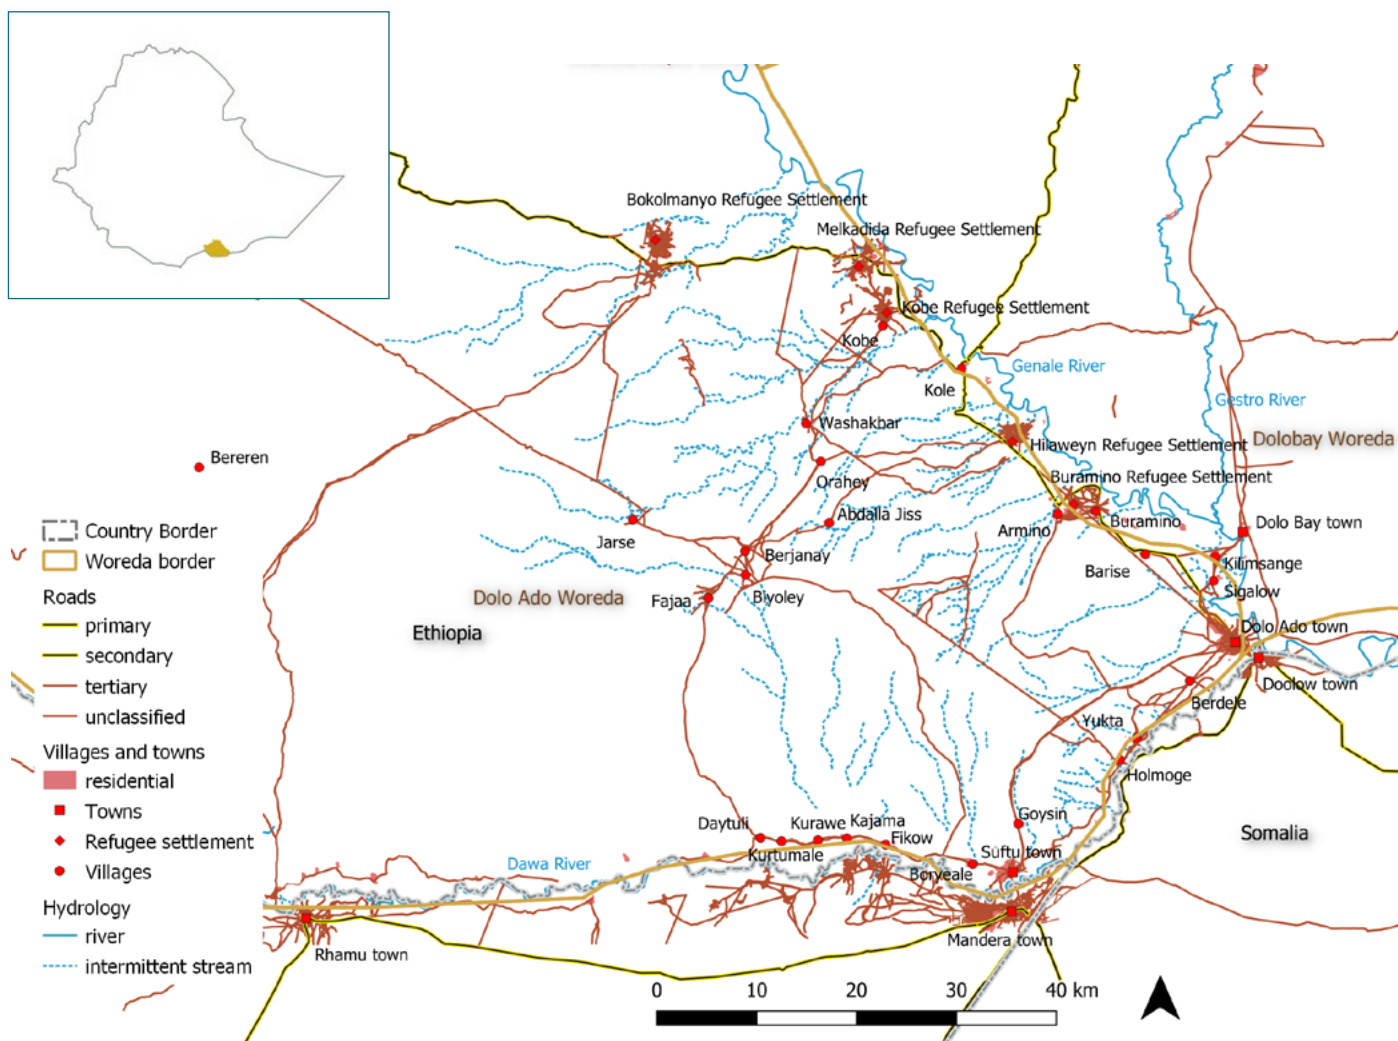 Bokolmanyo Refugee Settlement
Melkadida Refugee Settlement
Kobe Refugee Settlement
Kobe
Genale River
Kole
Gestro River
Washakbar
Dolobay Woreda
Hilaweyn Refugee Settlement
Bereren
Orahey
Buramino Refugee Settlement
Abdalla Jiss
Buramino
Dolo Bay town
Armino
Jarse
Berjanay
Barise
Kilimsange
Sigalow
Biyoley
Fajaa
Dolo Ado Woreda
Ethiopia
Dolo Ado town
Doolow town
Berdele
Yukta
Holmoge
Goysin
Somalia
Daytuli
Kurawe
Kajama
Fikow
Kurtumale
Suftu town
Dawa River
Boryeale
Mandera town
Rhamu town
Country Border
Woreda border
Roads
primary
secondary
tertiary
unclassified
Villages and towns
residential
Towns
Refugee settlement
Villages
Hydrology
river
intermittent stream
0 10 20 30 40 km